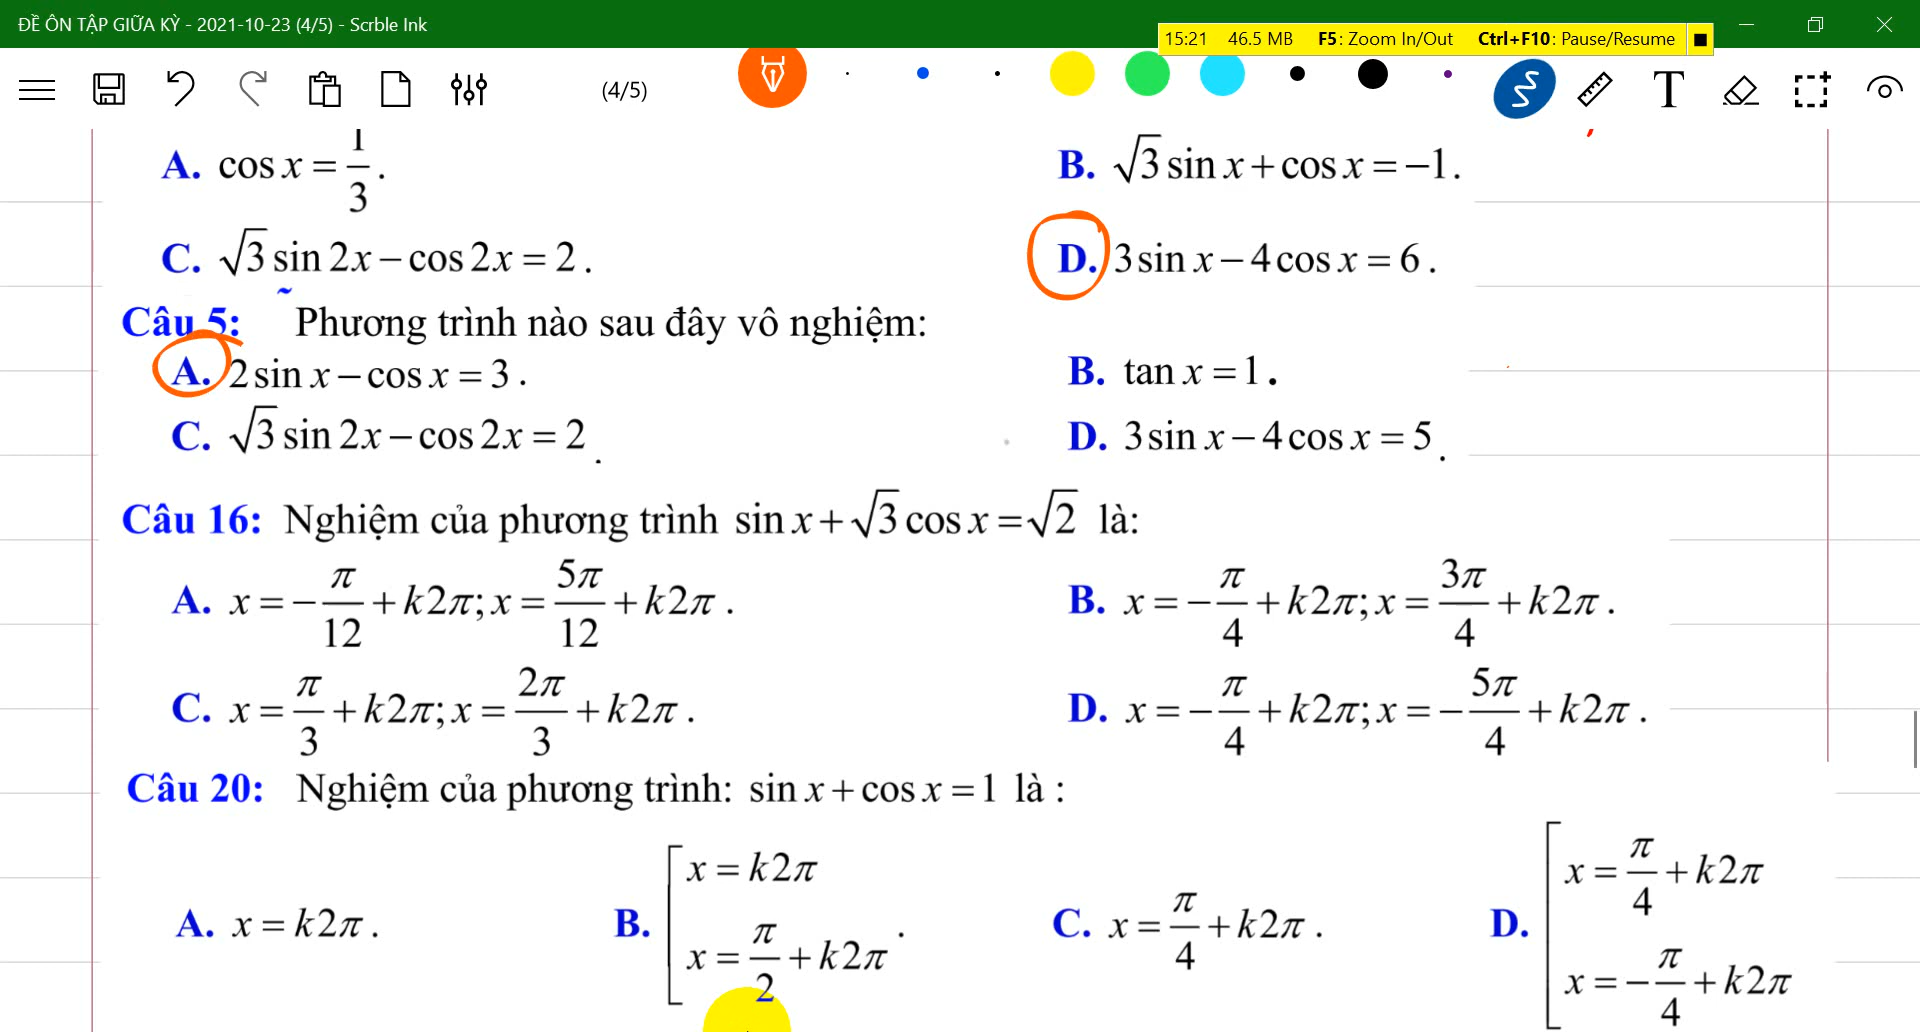 ĐỀ ÔN TẬP GIỮA KỲ - 2021-10-23 (4/5) - Scrble Ink
15:21 46.5 MB F5: Zoom In/Out Ctrl+F10: Pause/Resume
(4/5)
T
A. cos x = 1/3 . B. √3 sin x + cos x = −1.
C. √3 sin 2x − cos 2x = 2. D. 3 sin x − 4 cos x = 6.
Câu 5: Phương trình nào sau đây vô nghiệm:
A. 2 sin x − cos x = 3. B. tan x = 1.
C. √3 sin 2x − cos 2x = 2. D. 3 sin x − 4 cos x = 5.
Câu 16: Nghiệm của phương trình sin x + √3 cos x = √2 là:
A. x = −π/12 + k2π; x = 5π/12 + k2π. B. x = −π/4 + k2π; x = 3π/4 + k2π.
C. x = π/3 + k2π; x = 2π/3 + k2π. D. x = −π/4 + k2π; x = −5π/4 + k2π.
Câu 20: Nghiệm của phương trình: sin x + cos x = 1 là :
A. x = k2π. B. [x = k2π; x = π/2 + k2π. C. x = π/4 + k2π. D. [x = π/4 + k2π; x = −π/4 + k2π